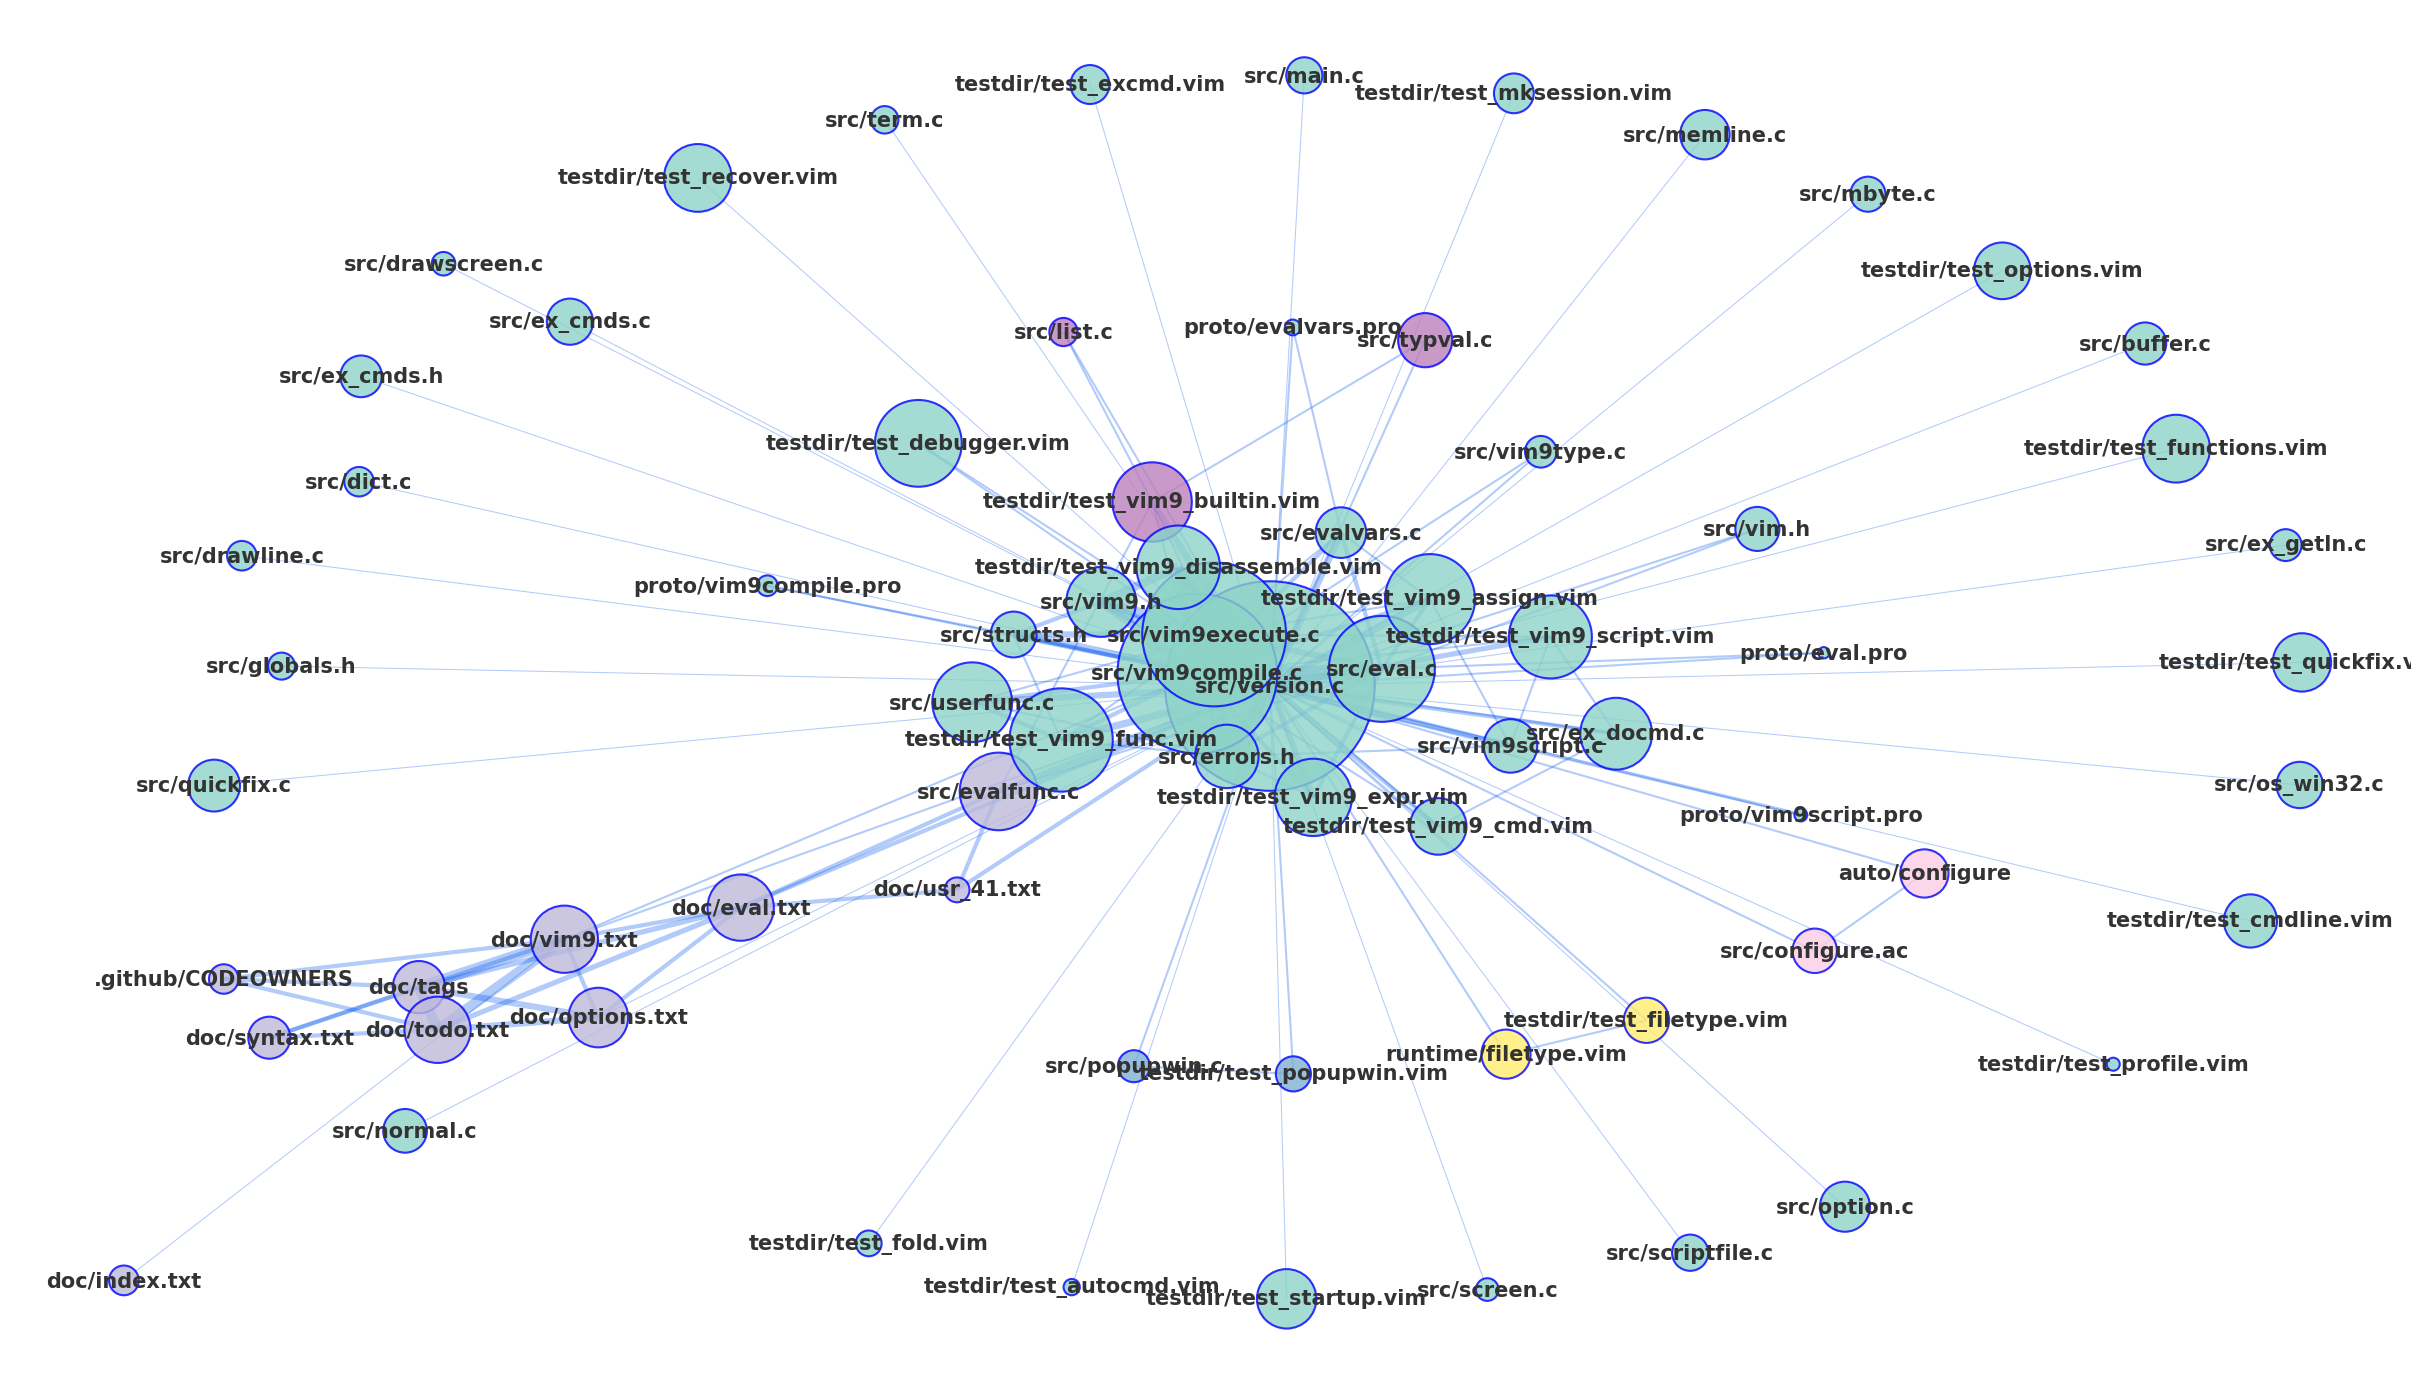 src/main.c
testdir/test_excmd.vim
testdir/test_mksession.vim
src/term.c
src/memline.c
testdir/test_recover.vim
src/mbyte.c
src/drawscreen.c
testdir/test_options.vim
src/ex_cmds.c
src/list.c
proto/evalvars.pro
src/typval.c
src/buffer.c
src/ex_cmds.h
testdir/test_debugger.vim
src/vim9type.c
testdir/test_functions.vim
src/dict.c
testdir/test_vim9_builtin.vim
src/evalvars.c
src/vim.h
src/ex_getln.c
src/drawline.c
testdir/test_vim9_disassemble.vim
proto/vim9compile.pro
src/vim9.h
testdir/test_vim9_assign.vim
src/structs.h
src/vim9execute.c
testdir/test_vim9_script.vim
proto/eval.pro
testdir/test_quickfix.v
src/globals.h
src/vim9compile.c
src/eval.c
src/version.c
src/userfunc.c
testdir/test_vim9_func.vim
src/ex_docmd.c
src/vim9script.c
src/errors.h
src/quickfix.c
src/os_win32.c
src/evalfunc.c
testdir/test_vim9_expr.vim
proto/vim9script.pro
testdir/test_vim9_cmd.vim
auto/configure
doc/usr_41.txt
doc/eval.txt
testdir/test_cmdline.vim
doc/vim9.txt
src/configure.ac
.github/CODEOWNERS
doc/tags
doc/options.txt
testdir/test_filetype.vim
doc/todo.txt
doc/syntax.txt
runtime/filetype.vim
src/popupwin.c
testdir/test_popupwin.vim
testdir/test_profile.vim
src/normal.c
src/option.c
testdir/test_fold.vim
src/scriptfile.c
doc/index.txt
testdir/test_autocmd.vim
testdir/test_startup.vim
src/screen.c